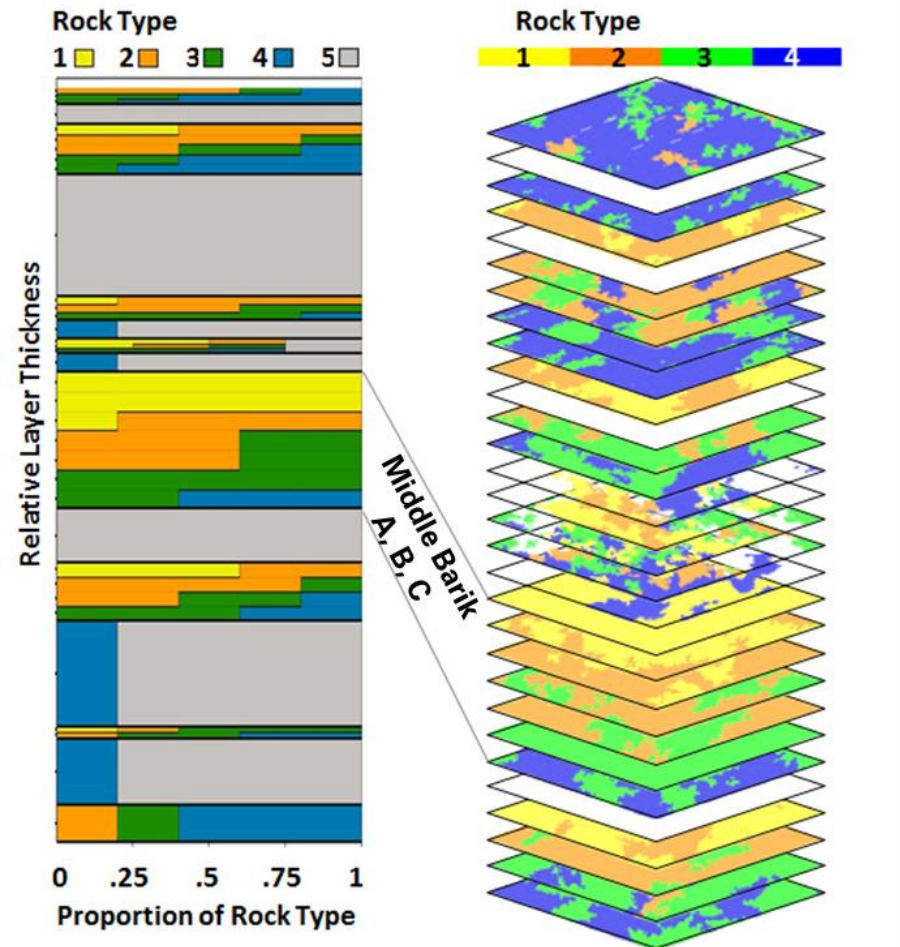 Rock Type
1 2 3 4 5
Rock Type
1 2 3 4
Relative Layer Thickness
Middle Barik
A, B, C
0 .25 .5 .75 1
Proportion of Rock Type